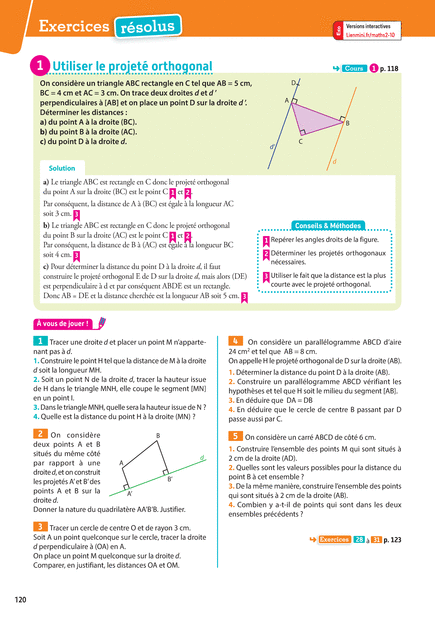 Exercices résolus
Exo
Versions interactives
Lienmini.fr/maths2-10
1 Utiliser le projeté orthogonal
Cours 1 p. 118
On considère un triangle ABC rectangle en C tel que AB = 5 cm,
BC = 4 cm et AC = 3 cm. On trace deux droites d et d'
perpendiculaires à [AB] et on place un point D sur la droite d'.
Déterminer les distances :
a) du point A à la droite (BC).
b) du point B à la droite (AC).
c) du point D à la droite d.
D
A
B
C
d'
d
Solution
a) Le triangle ABC est rectangle en C donc le projeté orthogonal
du point A sur la droite (BC) est le point C 1 et 2.
Par conséquent, la distance de A à (BC) est égale à la longueur AC
soit 3 cm. 3
b) Le triangle ABC est rectangle en C donc le projeté orthogonal
du point B sur la droite (AC) est le point C 1 et 2.
Par conséquent, la distance de B à (AC) est égale à la longueur BC
soit 4 cm. 3
c) Pour déterminer la distance du point D à la droite d, il faut
construire le projeté orthogonal E de D sur la droite d, mais alors (DE)
est perpendiculaire à d et par conséquent ABDE est un rectangle.
Donc AB = DE et la distance cherchée est la longueur AB soit 5 cm. 3
Conseils & Méthodes
1 Repérer les angles droits de la figure.
2 Déterminer les projetés orthogonaux
nécessaires.
3 Utiliser le fait que la distance est la plus
courte avec le projeté orthogonal.
À vous de jouer !
1 Tracer une droite d et placer un point M n'apparte-
nant pas à d.
1. Construire le point H tel que la distance de M à la droite
d soit la longueur MH.
2. Soit un point N de la droite d, tracer la hauteur issue
de H dans le triangle MNH, elle coupe le segment [MN]
en un point I.
3. Dans le triangle MNH, quelle sera la hauteur issue de N ?
4. Quelle est la distance du point H à la droite (MN) ?
2 On considère
deux points A et B
situés du même côté
par rapport à une
droite d, et on construit
les projetés A' et B' des
points A et B sur la
droite d.
Donner la nature du quadrilatère AA'B'B. Justifier.
B
A
d
B'
A'
3 Tracer un cercle de centre O et de rayon 3 cm.
Soit A un point quelconque sur le cercle, tracer la droite
d perpendiculaire à (OA) en A.
On place un point M quelconque sur la droite d.
Comparer, en justifiant, les distances OA et OM.
4 On considère un parallélogramme ABCD d'aire
24 cm² et tel que AB = 8 cm.
On appelle H le projeté orthogonal de D sur la droite (AB).
1. Déterminer la distance du point D à la droite (AB).
2. Construire un parallélogramme ABCD vérifiant les
hypothèses et tel que H soit le milieu du segment [AB].
3. En déduire que DA = DB
4. En déduire que le cercle de centre B passant par D
passe aussi par C.
5 On considère un carré ABCD de côté 6 cm.
1. Construire l'ensemble des points M qui sont situés à
2 cm de la droite (AD).
2. Quelles sont les valeurs possibles pour la distance du
point B à cet ensemble ?
3. De la même manière, construire l'ensemble des points
qui sont situés à 2 cm de la droite (AB).
4. Combien y a-t-il de points qui sont dans les deux
ensembles précédents ?
Exercices 28 à 31 p. 123
120